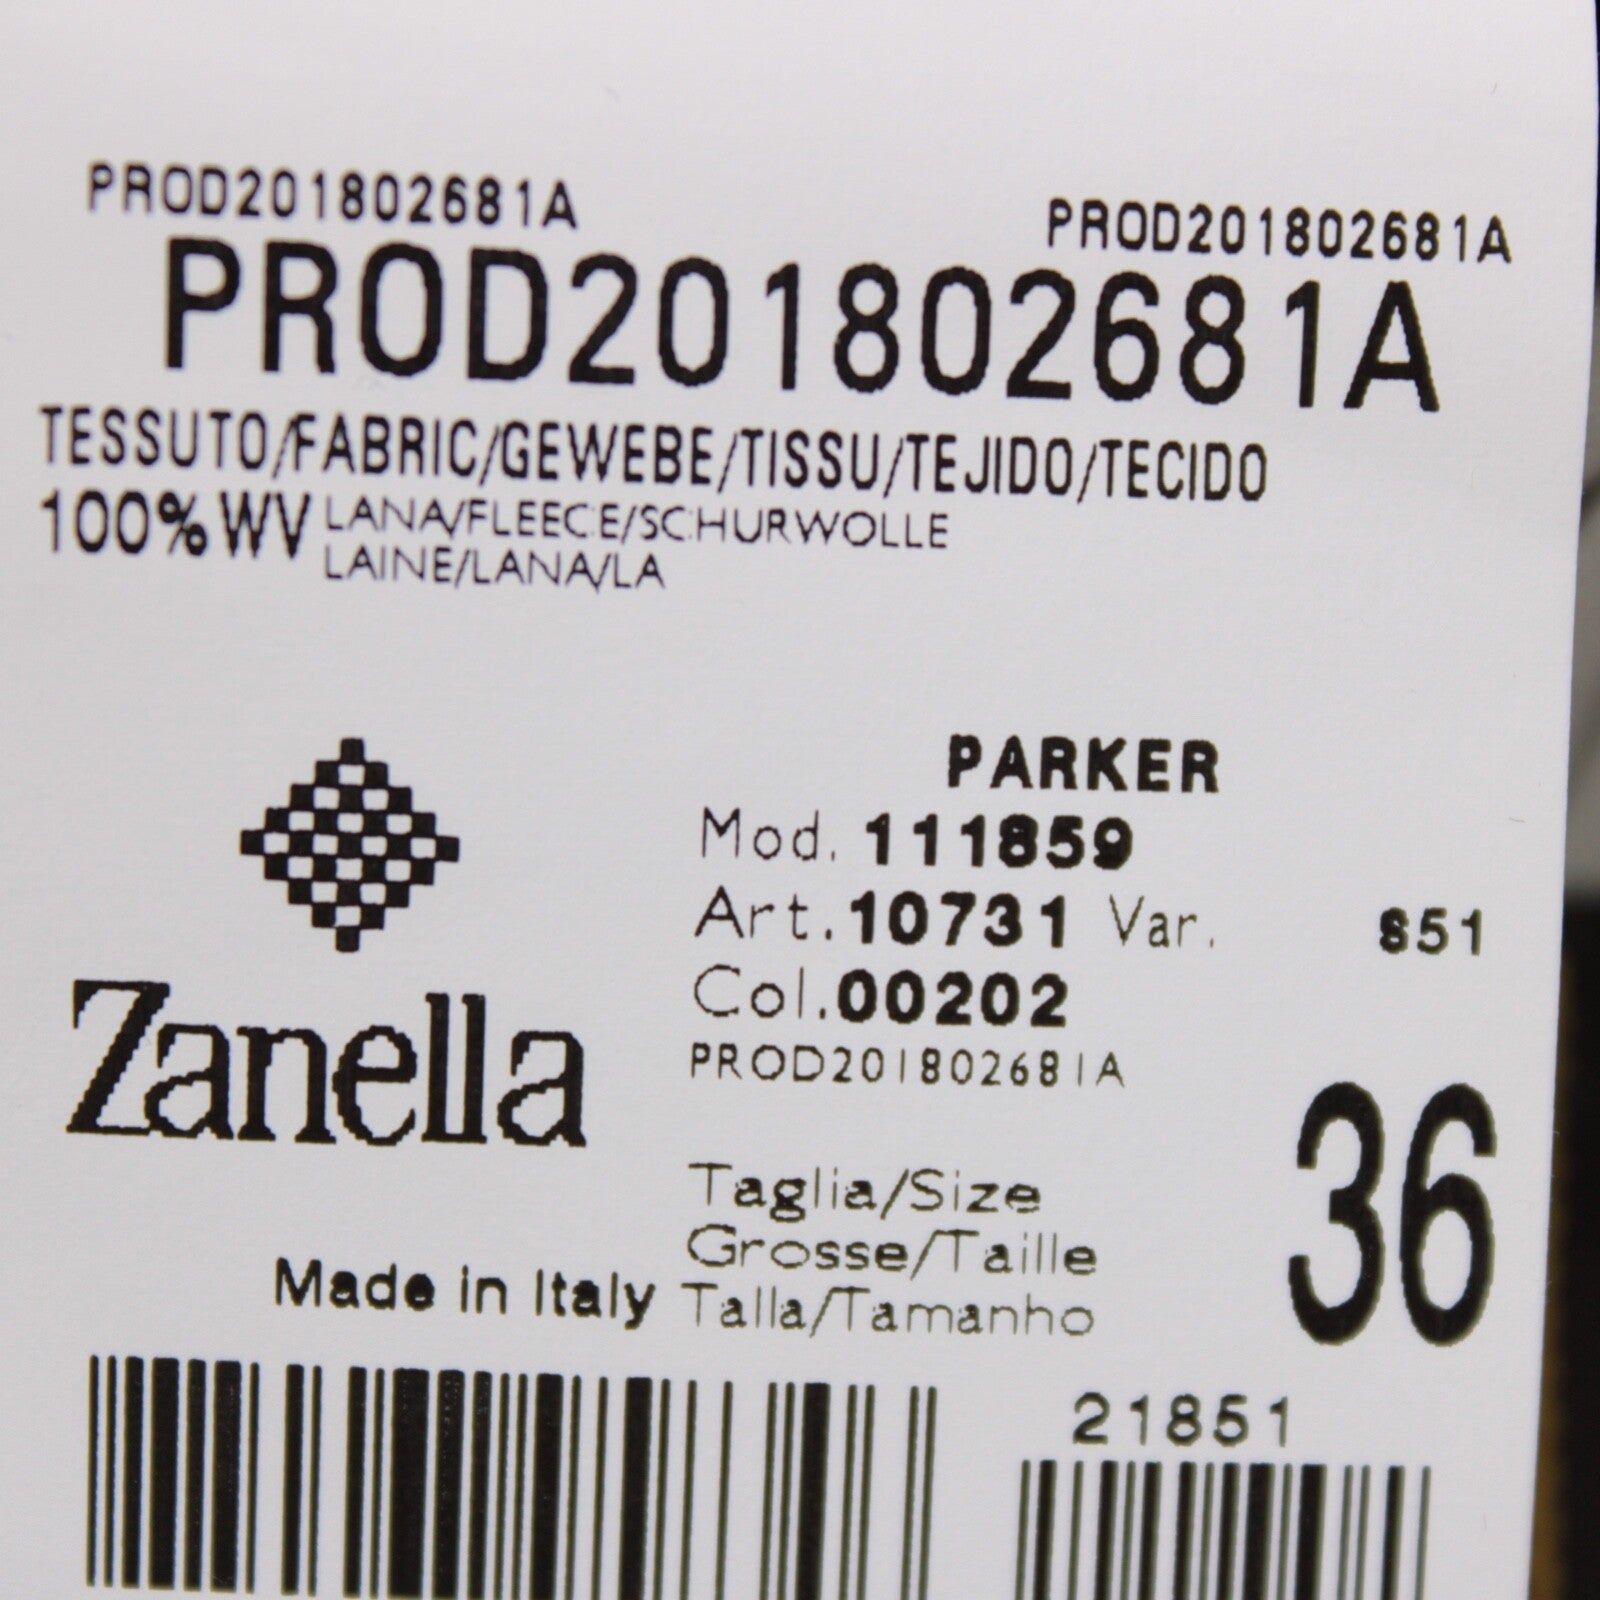 PROD201802681A
PROD201802681A
PROD201802681A
TESSUTO/FABRIC/GEWEBE/TISSU/TEJIDO/TECIDO
100% WV LANA/FLEECE/SCHURWOLLE
LAINE/LANA/LA
PARKER
Mod. 111859
Art. 10731 Var. S51
Col. 00202
PROD201802681A
Zanella
36
Taglia/Size
Grosse/Taille
Made in Italy Talla/Tamanho
21851